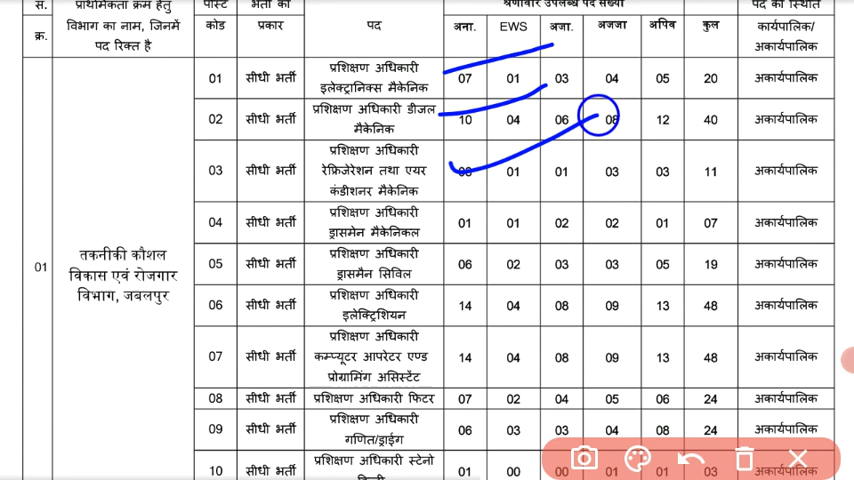 स.
प्राथमिकता क्रम हेतु
पोस्ट
भर्ती का
श्रेणीवार उपलब्ध पद संख्या
पद की स्थिति
क्र.
विभाग का नाम, जिनमें
पद रिक्त है
कोड
प्रकार
पद
अना.
EWS
अजा.
अजजा
अपिव
कुल
कार्यपालिक/
अकार्यपालिक
01
तकनीकी कौशल
विकास एवं रोजगार
विभाग, जबलपुर
01 सीधी भर्ती प्रशिक्षण अधिकारी
इलेक्ट्रानिक्स मैकेनिक 07 01 03 04 05 20 अकार्यपालिक
02 सीधी भर्ती प्रशिक्षण अधिकारी डीजल
मैकेनिक 10 04 06 08 12 40 अकार्यपालिक
03 सीधी भर्ती प्रशिक्षण अधिकारी
रेफ्रिजेरेशन तथा एयर
कंडीशनर मैकेनिक 01 01 03 03 11 अकार्यपालिक
04 सीधी भर्ती प्रशिक्षण अधिकारी
ड्रासमेन मैकेनिकल 01 01 02 02 01 07 अकार्यपालिक
05 सीधी भर्ती प्रशिक्षण अधिकारी
ड्रासमैन सिविल 06 02 03 03 05 19 अकार्यपालिक
06 सीधी भर्ती प्रशिक्षण अधिकारी
इलेक्ट्रिशियन 14 04 08 09 13 48 अकार्यपालिक
07 सीधी भर्ती प्रशिक्षण अधिकारी
कम्प्यूटर आपरेटर एण्ड
प्रोग्रामिंग असिस्टेंट 14 04 08 09 13 48 अकार्यपालिक
08 सीधी भर्ती प्रशिक्षण अधिकारी फिटर 07 02 04 05 06 24 अकार्यपालिक
09 सीधी भर्ती प्रशिक्षण अधिकारी
गणित/ड्राईग 06 03 03 04 08 24 अकार्यपालिक
10 सीधी भर्ती प्रशिक्षण अधिकारी स्टेनो
01 00 00 01 01 03 अकार्यपालिक